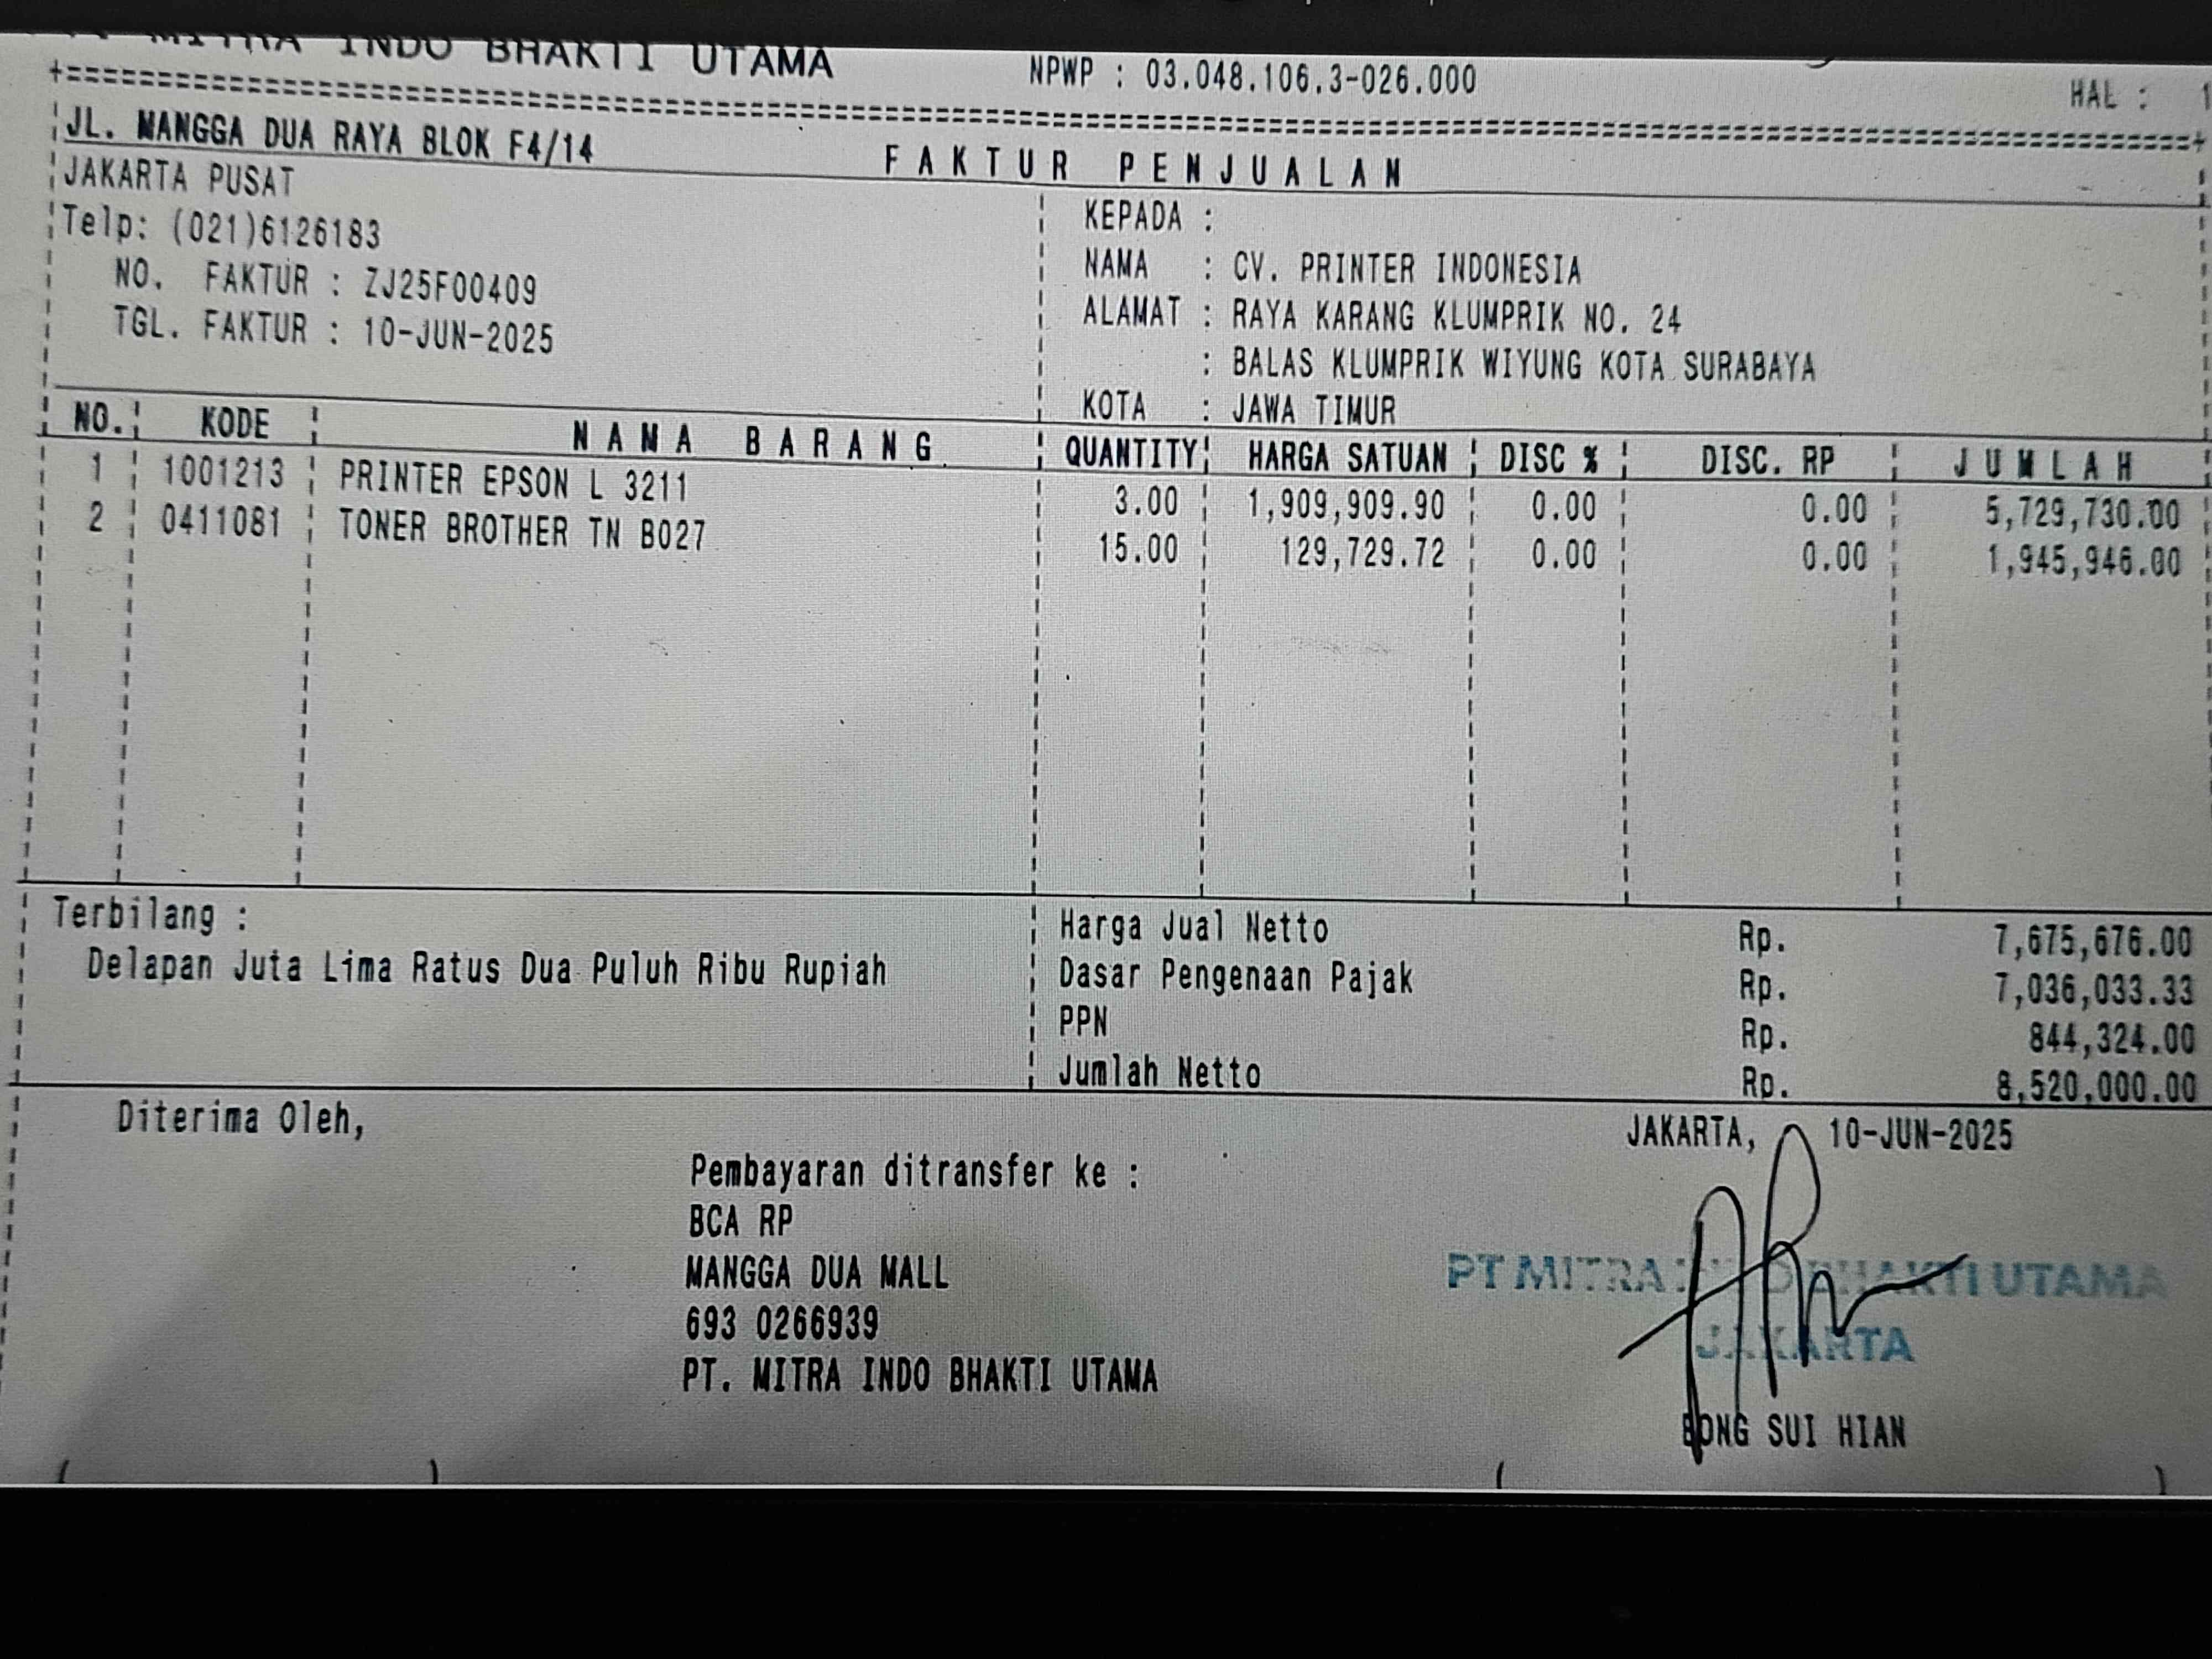 MITRA INDO BHAKTI UTAMA NPWP : 03.048.106.3-026.000 HAL : 1
JL. MANGGA DUA RAYA BLOK F4/14
FAKTUR PENJUALAN
JAKARTA PUSAT
Telp: (021)6126183
NO. FAKTUR : ZJ25F00409
TGL. FAKTUR : 10-JUN-2025
KEPADA :
NAMA : CV. PRINTER INDONESIA
ALAMAT : RAYA KARANG KLUMPRIK NO. 24
: BALAS KLUMPRIK WIYUNG KOTA SURABAYA
KOTA : JAWA TIMUR
NO. KODE NAMA BARANG QUANTITY HARGA SATUAN DISC % DISC. RP JUMLAH
1 1001213 PRINTER EPSON L 3211 3.00 1,909,909.90 0.00 0.00 5,729,730.00
2 0411081 TONER BROTHER TN B027 15.00 129,729.72 0.00 0.00 1,945,946.00
Terbilang :
Delapan Juta Lima Ratus Dua Puluh Ribu Rupiah
Harga Jual Netto Rp. 7,675,676.00
Dasar Pengenaan Pajak Rp. 7,036,033.33
PPN Rp. 844,324.00
Jumlah Netto Rp. 8,520,000.00
Diterima Oleh,
Pembayaran ditransfer ke :
BCA RP
MANGGA DUA MALL
693 0266939
PT. MITRA INDO BHAKTI UTAMA
JAKARTA, 10-JUN-2025
PT MITRA INDO BHAKTI UTAMA
JAKARTA
BONG SUI HIAN
( ) ( )